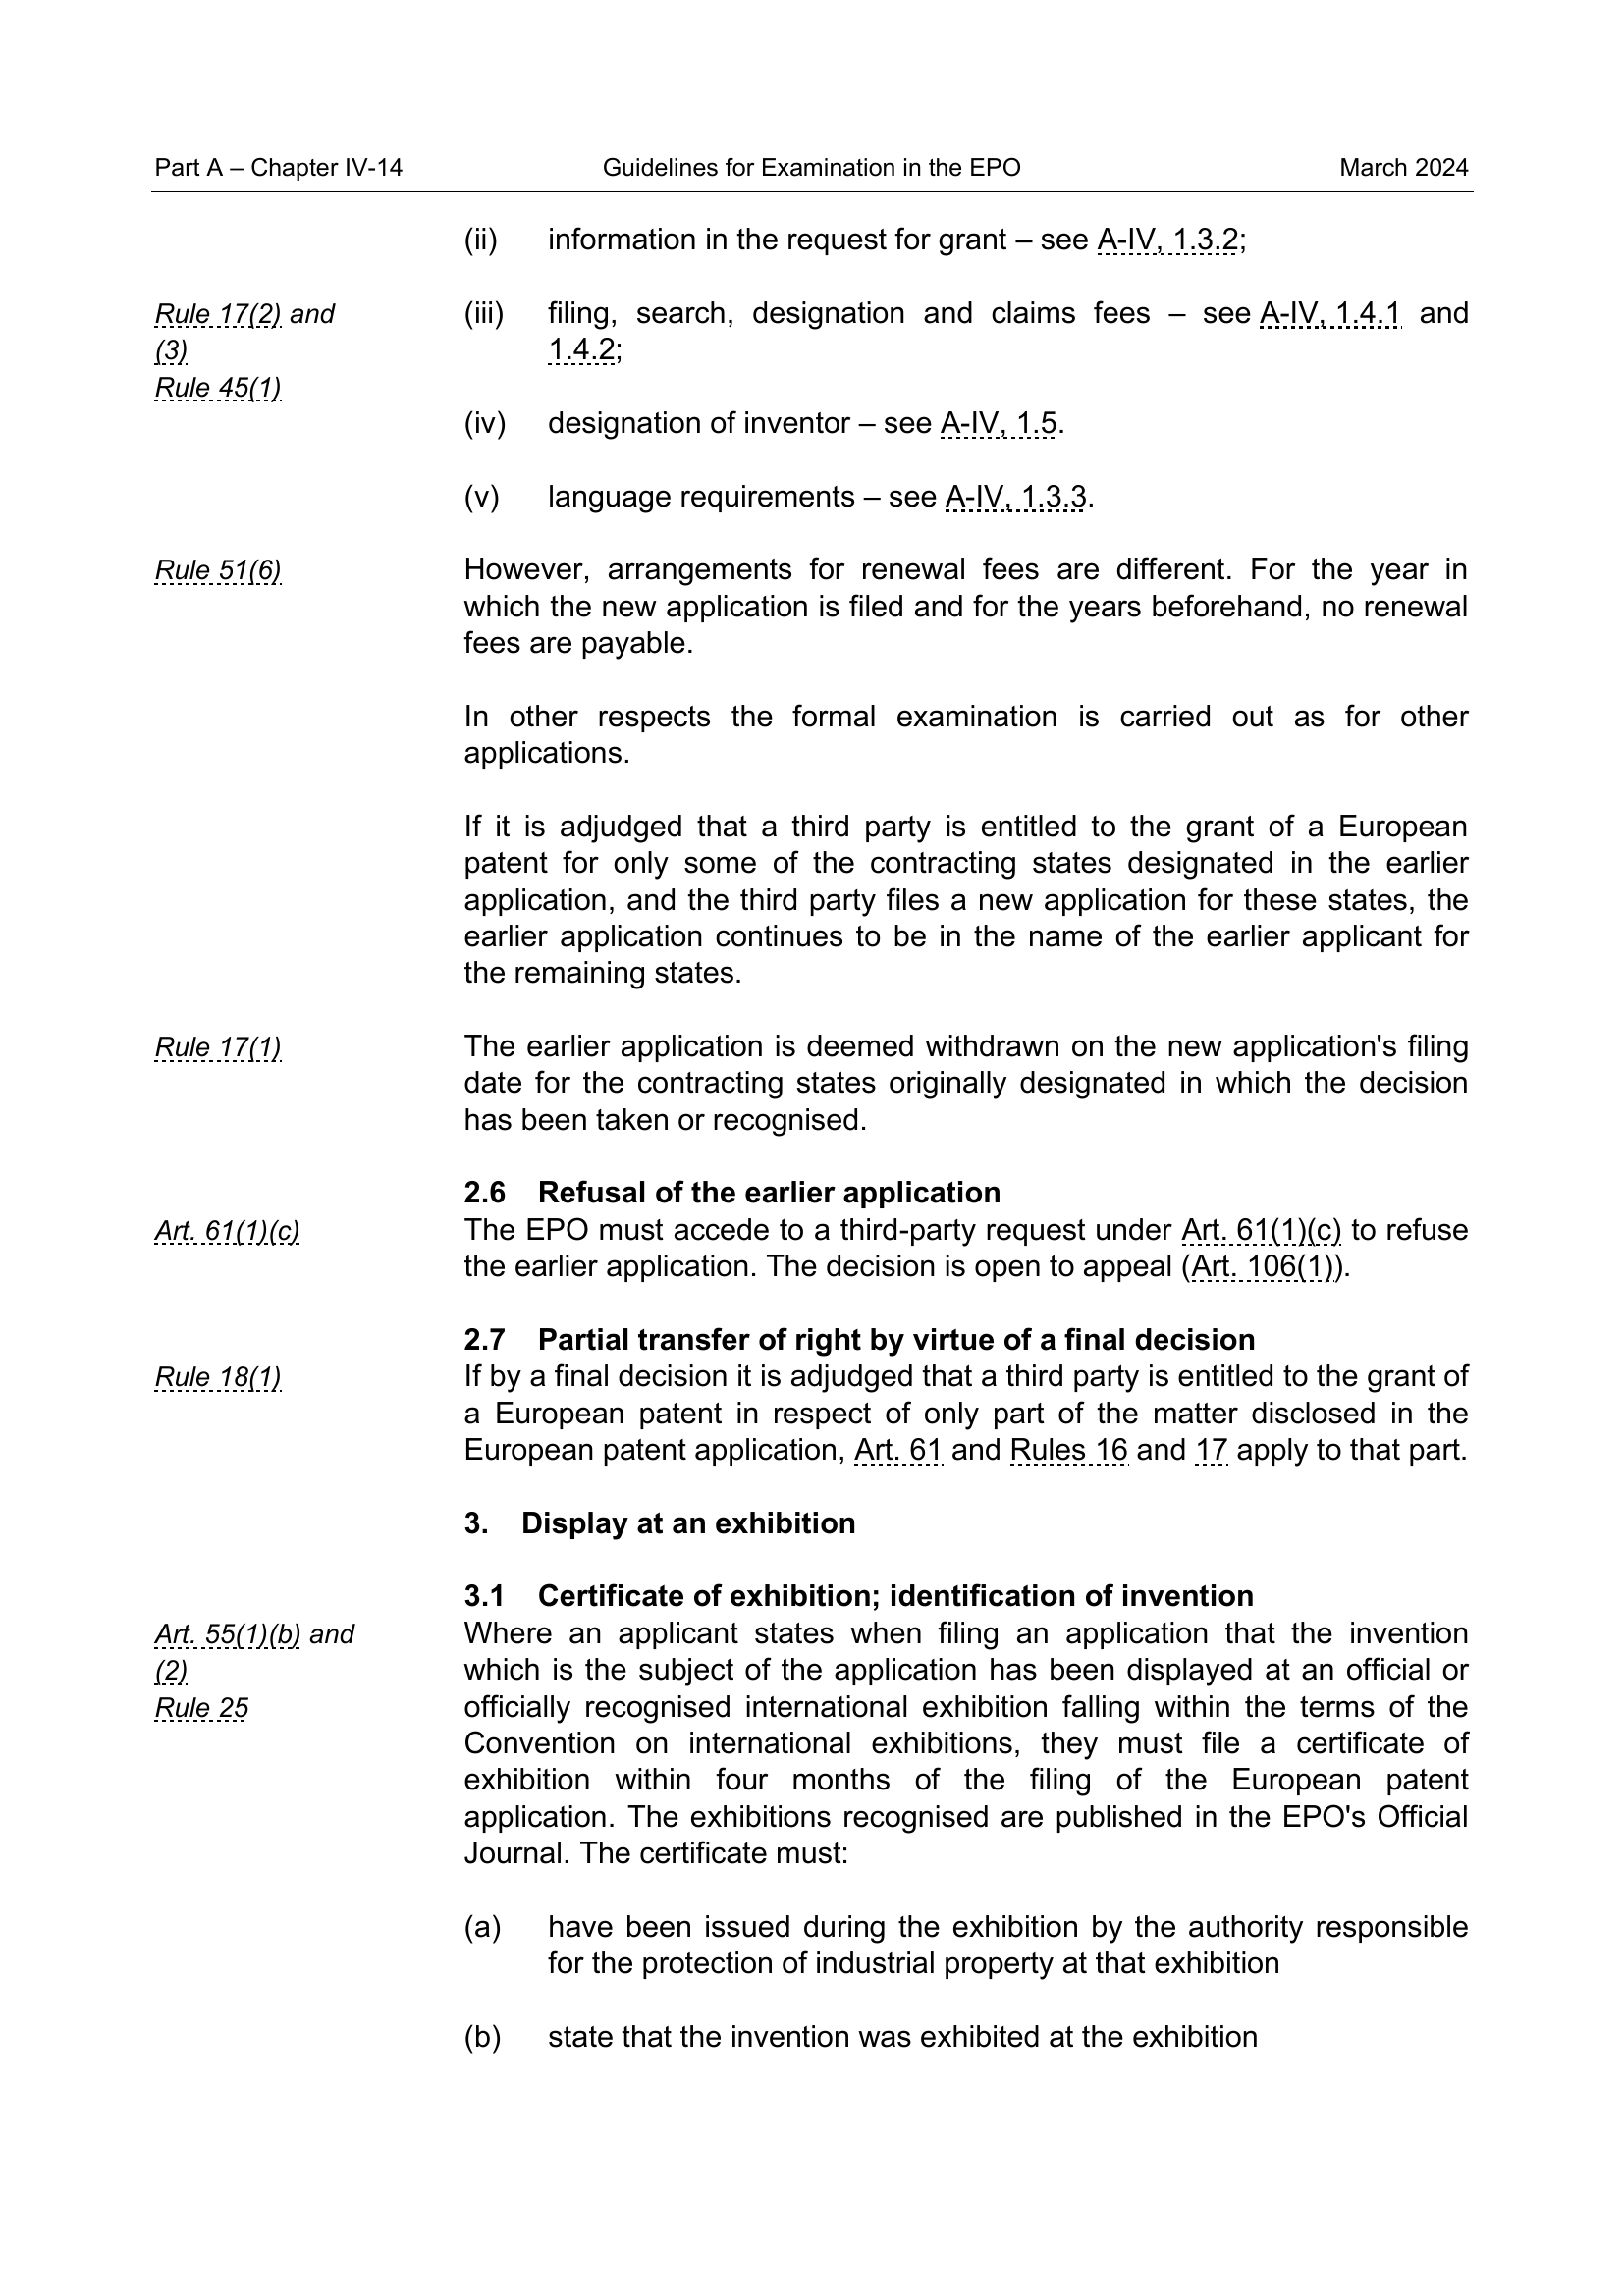 Part A – Chapter IV-14 Guidelines for Examination in the EPO March 2024
(ii) information in the request for grant – see A-IV, 1.3.2;
Rule 17(2) and
(3)
Rule 45(1)
(iii) filing, search, designation and claims fees – see A-IV, 1.4.1 and
1.4.2;
(iv) designation of inventor – see A-IV, 1.5.
(v) language requirements – see A-IV, 1.3.3.
Rule 51(6)
However, arrangements for renewal fees are different. For the year in
which the new application is filed and for the years beforehand, no renewal
fees are payable.
In other respects the formal examination is carried out as for other
applications.
If it is adjudged that a third party is entitled to the grant of a European
patent for only some of the contracting states designated in the earlier
application, and the third party files a new application for these states, the
earlier application continues to be in the name of the earlier applicant for
the remaining states.
Rule 17(1)
The earlier application is deemed withdrawn on the new application's filing
date for the contracting states originally designated in which the decision
has been taken or recognised.
2.6 Refusal of the earlier application
Art. 61(1)(c)
The EPO must accede to a third-party request under Art. 61(1)(c) to refuse
the earlier application. The decision is open to appeal (Art. 106(1)).
2.7 Partial transfer of right by virtue of a final decision
Rule 18(1)
If by a final decision it is adjudged that a third party is entitled to the grant of
a European patent in respect of only part of the matter disclosed in the
European patent application, Art. 61 and Rules 16 and 17 apply to that part.
3. Display at an exhibition
3.1 Certificate of exhibition; identification of invention
Art. 55(1)(b) and
(2)
Rule 25
Where an applicant states when filing an application that the invention
which is the subject of the application has been displayed at an official or
officially recognised international exhibition falling within the terms of the
Convention on international exhibitions, they must file a certificate of
exhibition within four months of the filing of the European patent
application. The exhibitions recognised are published in the EPO's Official
Journal. The certificate must:
(a) have been issued during the exhibition by the authority responsible
for the protection of industrial property at that exhibition
(b) state that the invention was exhibited at the exhibition